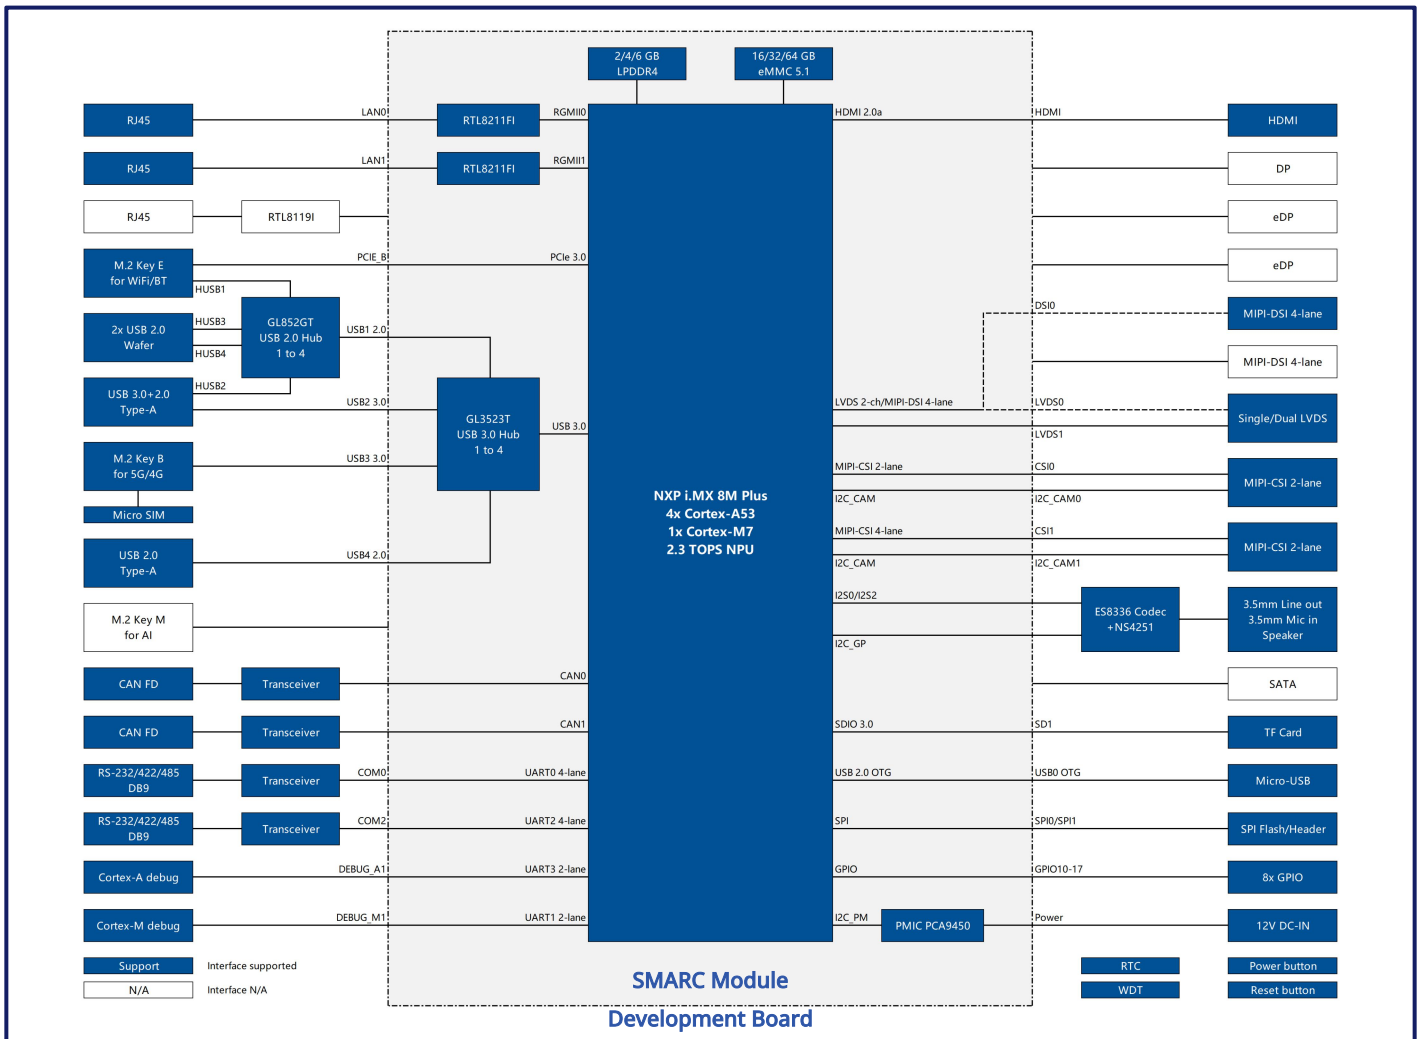 2/4/6 GB
LPDDR4
16/32/64 GB
eMMC 5.1
RJ45
LAN0
RTL8211FI
RGMII0
HDMI 2.0a
HDMI
HDMI
RJ45
LAN1
RTL8211FI
RGMII1
DP
RJ45
RTL8119I
eDP
M.2 Key E
for WiFi/BT
PCIE_B
PCIe 3.0
eDP
HUSB1
DSI0
MIPI-DSI 4-lane
2x USB 2.0
Wafer
HUSB3
HUSB4
GL852GT
USB 2.0 Hub
1 to 4
USB1 2.0
MIPI-DSI 4-lane
HUSB2
USB 3.0+2.0
Type-A
USB2 3.0
GL3523T
USB 3.0 Hub
1 to 4
USB 3.0
LVDS 2-ch/MIPI-DSI 4-lane
LVDS0
LVDS1
Single/Dual LVDS
M.2 Key B
for 5G/4G
USB3 3.0
MIPI-CSI 2-lane
CSI0
I2C_CAM
I2C_CAM0
MIPI-CSI 2-lane
Micro SIM
NXP i.MX 8M Plus
4x Cortex-A53
1x Cortex-M7
2.3 TOPS NPU
MIPI-CSI 4-lane
CSI1
I2C_CAM
I2C_CAM1
MIPI-CSI 2-lane
USB 2.0
Type-A
USB4 2.0
I2S0/I2S2
I2C_GP
ES8336 Codec
+NS4251
3.5mm Line out
3.5mm Mic in
Speaker
M.2 Key M
for AI
CAN FD
Transceiver
CAN0
SATA
CAN FD
Transceiver
CAN1
SDIO 3.0
SD1
TF Card
RS-232/422/485
DB9
Transceiver
COM0
UART0 4-lane
USB 2.0 OTG
USB0 OTG
Micro-USB
RS-232/422/485
DB9
Transceiver
COM2
UART2 4-lane
SPI
SPI0/SPI1
SPI Flash/Header
Cortex-A debug
DEBUG_A1
UART3 2-lane
GPIO
GPIO10-17
8x GPIO
Cortex-M debug
DEBUG_M1
UART1 2-lane
I2C_PM
PMIC PCA9450
Power
12V DC-IN
Support
Interface supported
RTC
Power button
N/A
Interface N/A
WDT
Reset button
SMARC Module
Development Board